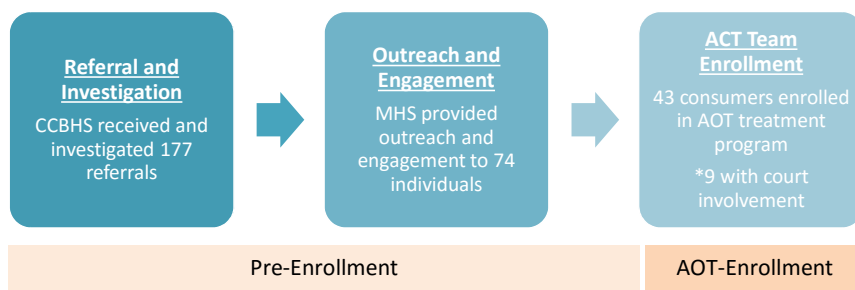 Referral and
Investigation
CCBHS received and
investigated 177
referrals
Outreach and
Engagement
MHS provided
outreach and
engagement to 74
individuals
ACT Team
Enrollment
43 consumers enrolled
in AOT treatment
program
*9 with court
involvement
Pre-Enrollment
AOT-Enrollment